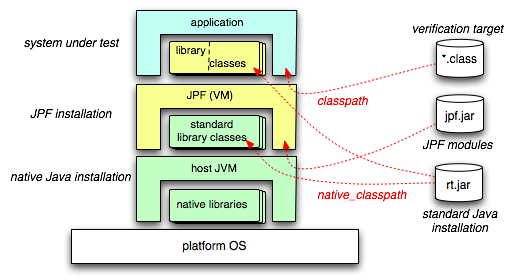 application
verification target
system under test
library
classes
*.class
JPF (VM)
classpath
JPF installation
standard
library classes
jpf.jar
JPF modules
host JVM
native Java installation
rt.jar
native libraries
native_classpath
standard Java
installation
platform OS